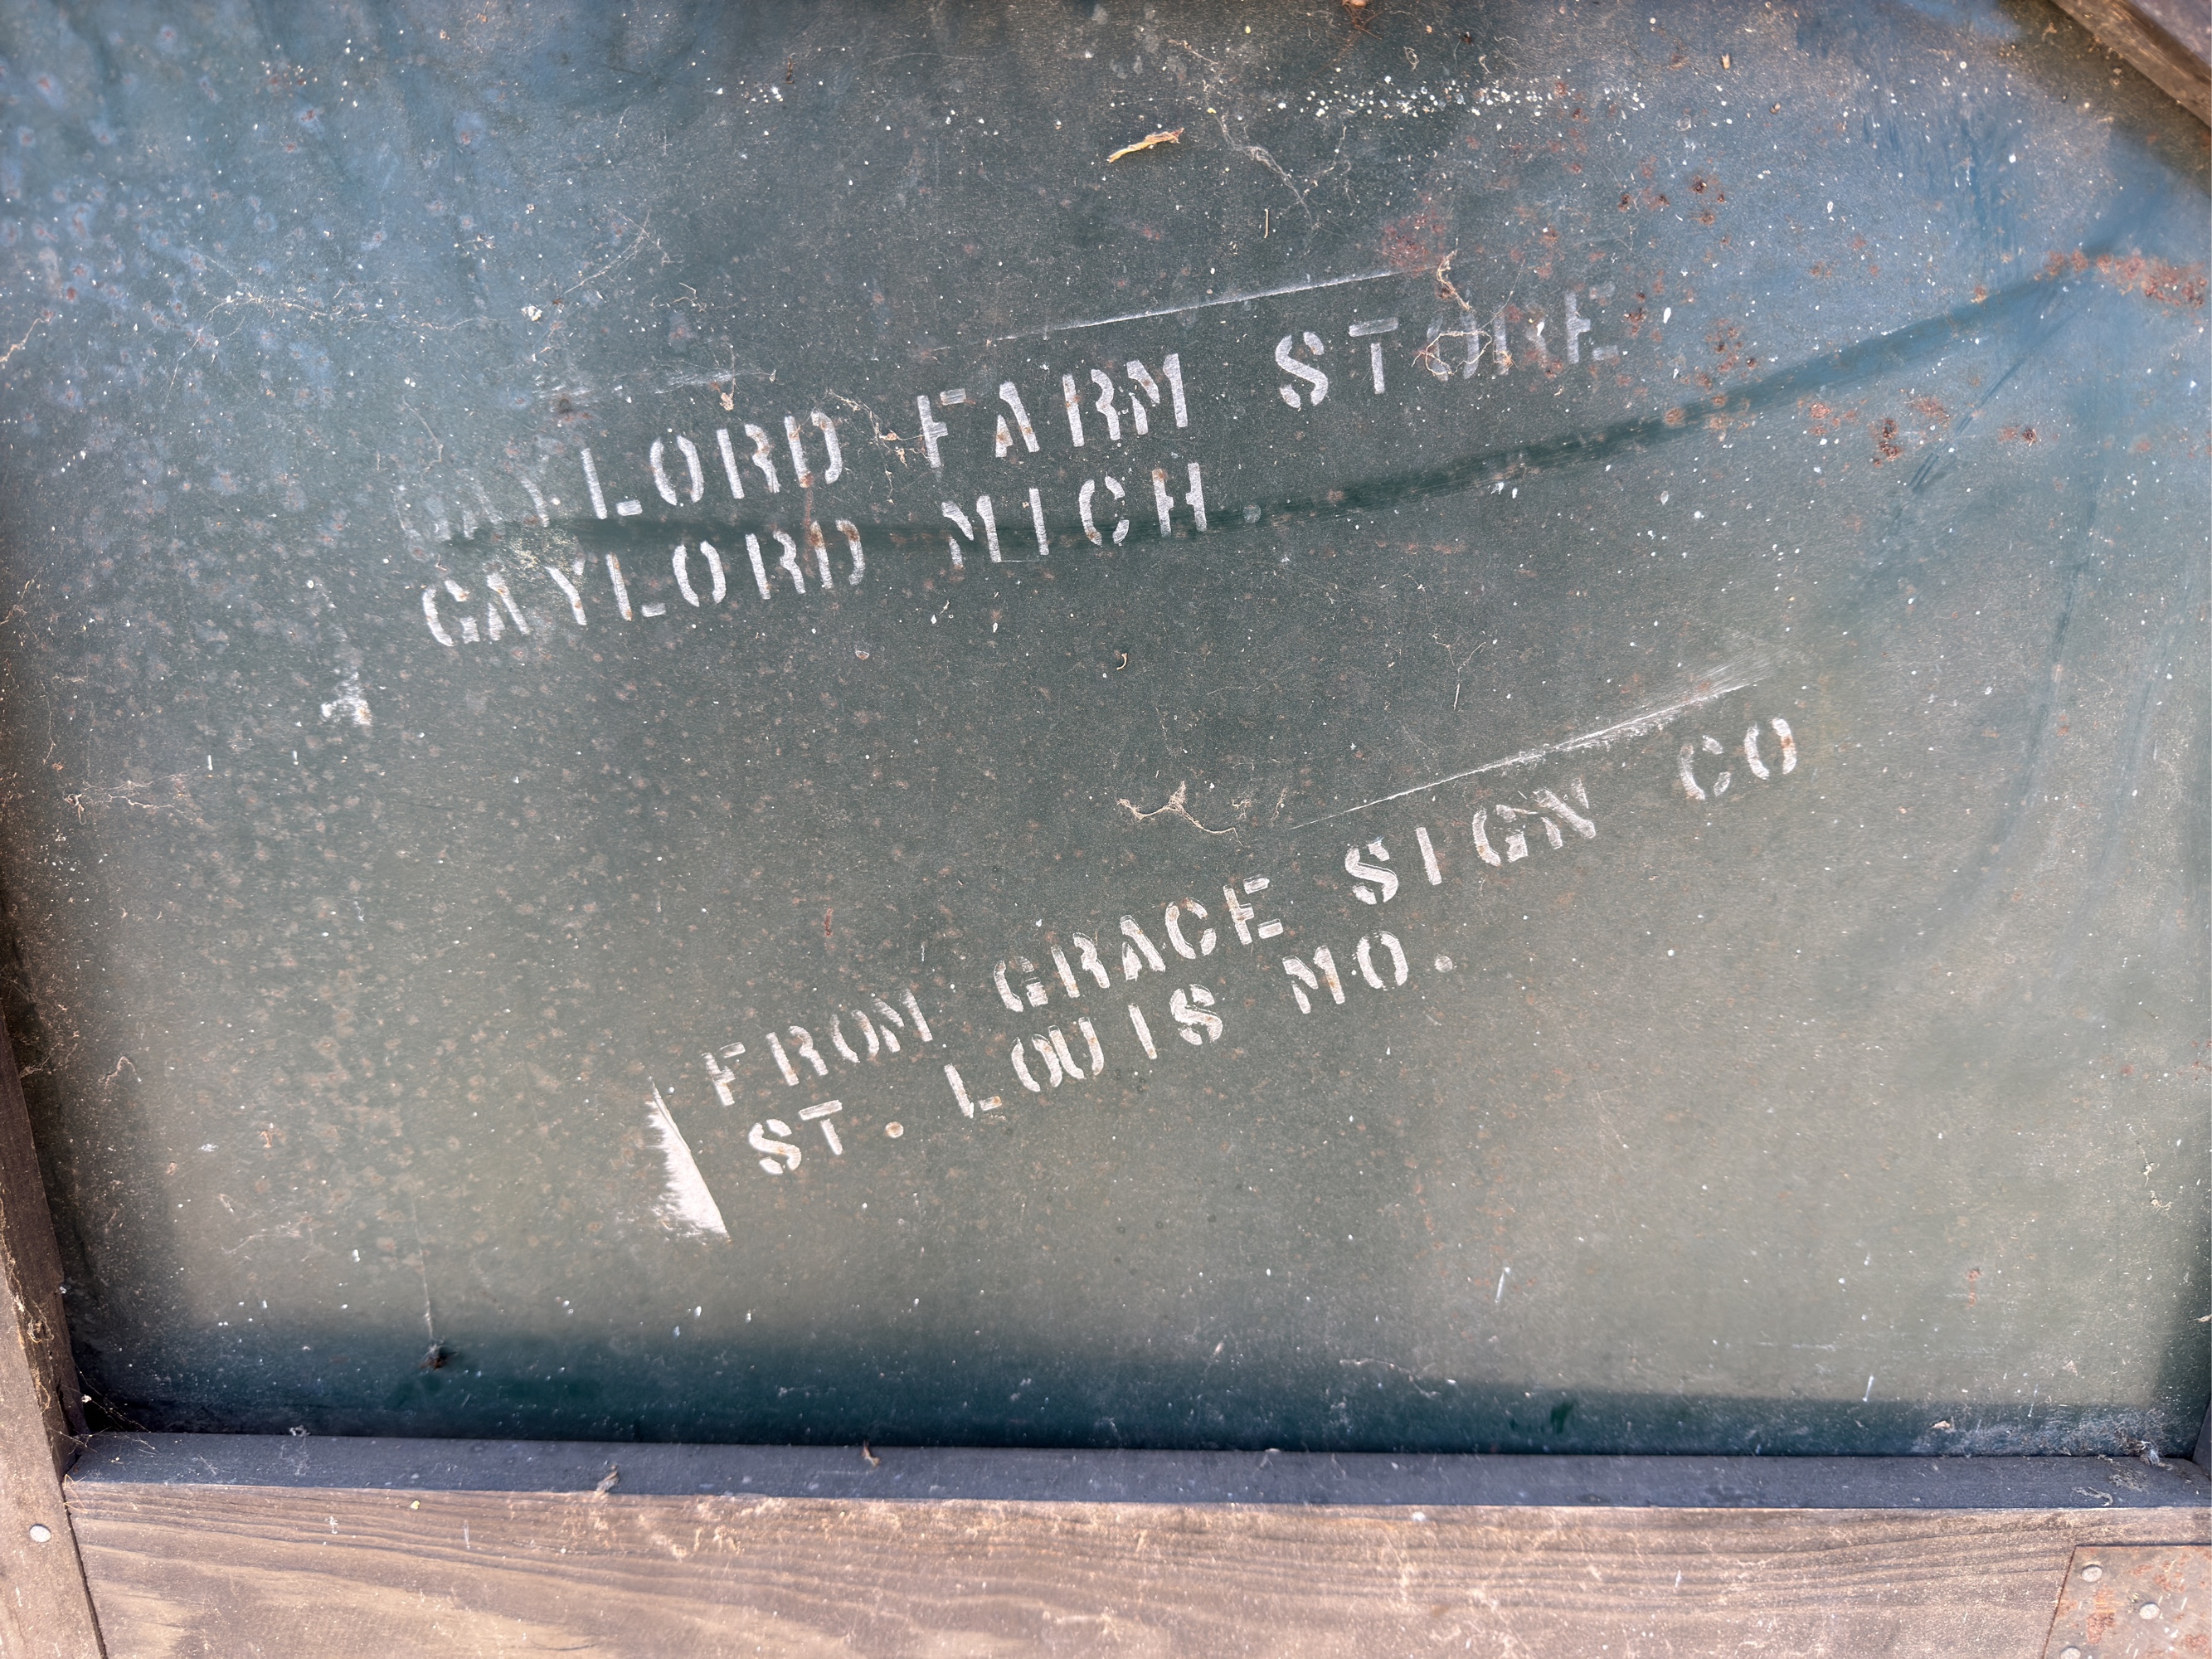 GAYLORD FARM STORE
GAYLORD MICH.
FROM GRACE SIGN CO
ST. LOUIS MO.